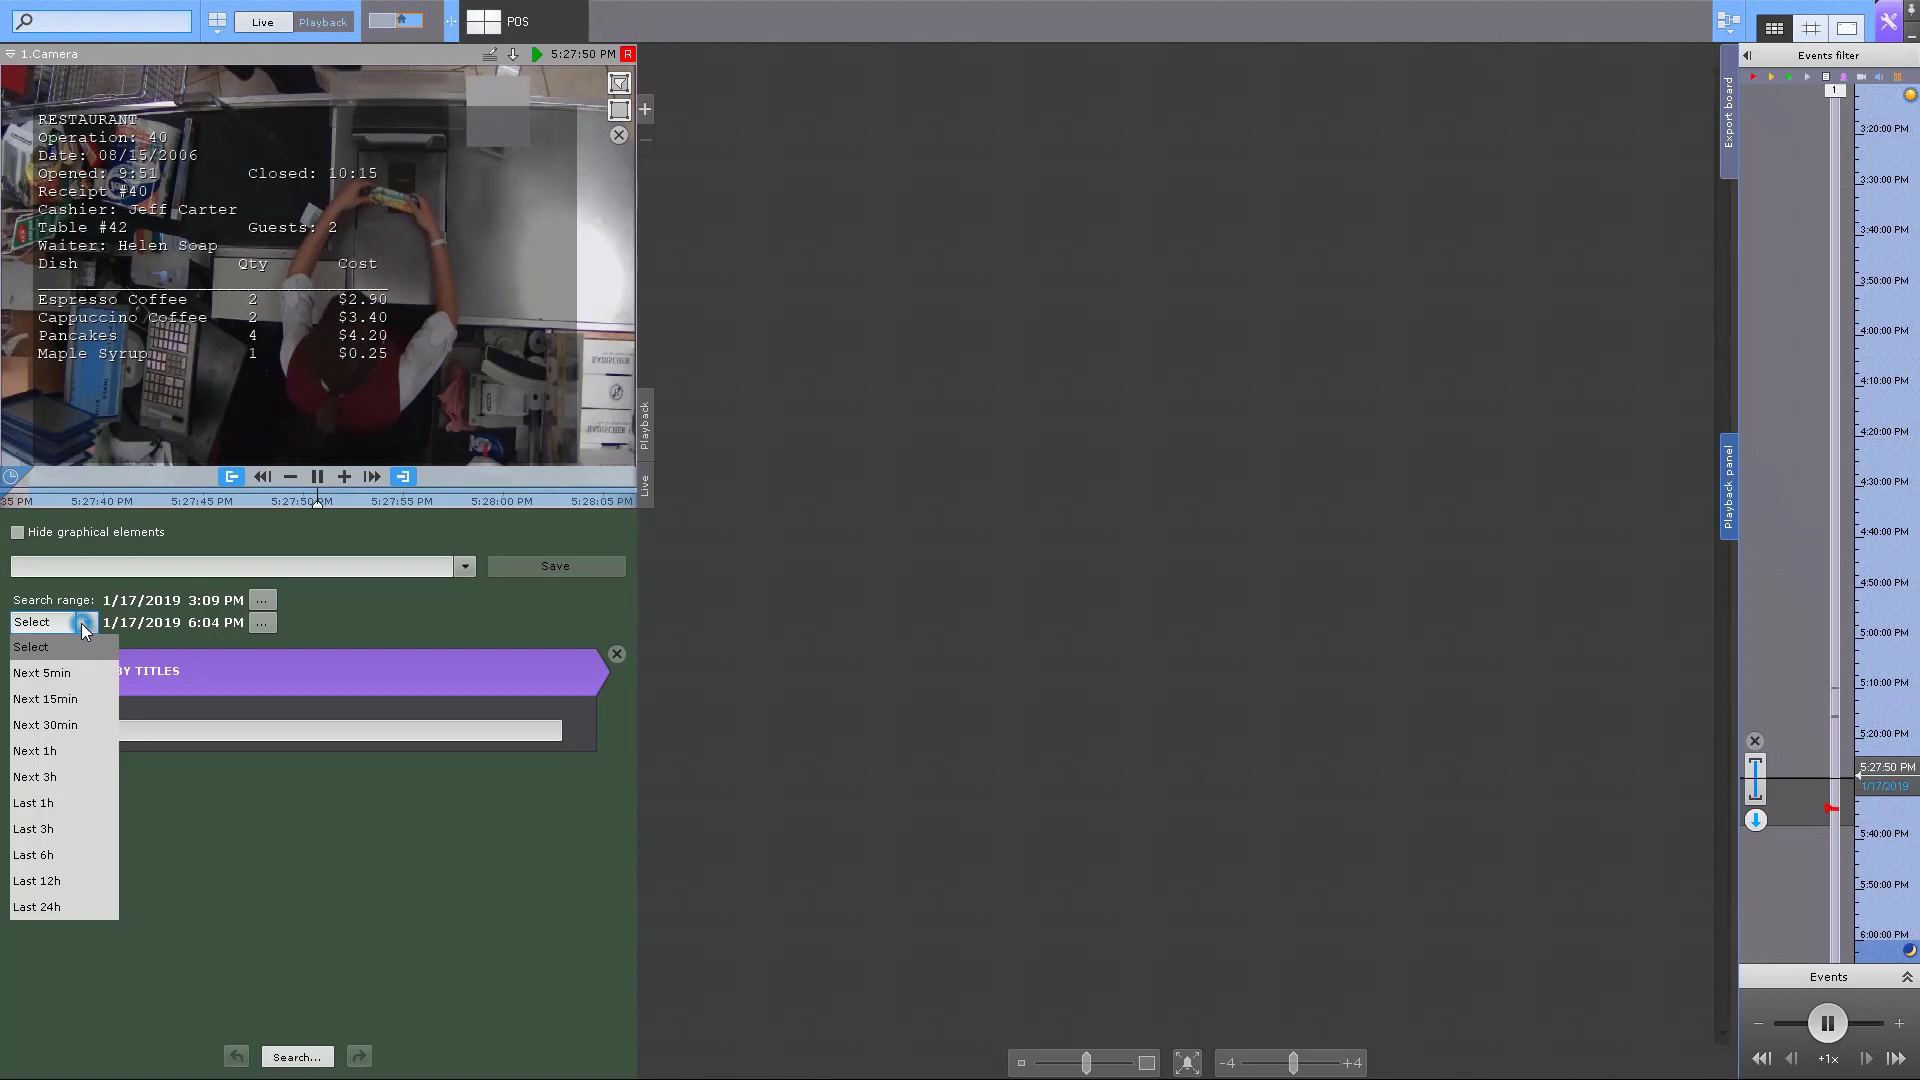 Live
Playback
POS
1.Camera
5:27:50 PM
R
RESTAURANT
Operation: 40
Date: 08/15/2006
Opened: 9:51 Closed: 10:15
Receipt #40
Cashier: Jeff Carter
Table #42 Guests: 2
Waiter: Helen Soap
Dish Qty Cost
Espresso Coffee 2 $2.90
Cappuccino Coffee 2 $3.40
Pancakes 4 $4.20
Maple Syrup 1 $0.25
BADISCHER
Playback
Live
35 PM 5:27:40 PM 5:27:45 PM 5:27:50 PM 5:27:55 PM 5:28:00 PM 5:28:05 PM
Hide graphical elements
Save
Search range: 1/17/2019 3:09 PM ...
Select 1/17/2019 6:04 PM ...
Select
Next 5min
Next 15min
Next 30min
Next 1h
Next 3h
Last 1h
Last 3h
Last 6h
Last 12h
Last 24h
BY TITLES
Search...
-4 +4
Export board
Playback panel
Events filter
1
3:20:00 PM
3:30:00 PM
3:40:00 PM
3:50:00 PM
4:00:00 PM
4:10:00 PM
4:20:00 PM
4:30:00 PM
4:40:00 PM
4:50:00 PM
5:00:00 PM
5:10:00 PM
5:20:00 PM
5:27:50 PM
1/17/2019
5:40:00 PM
5:50:00 PM
6:00:00 PM
Events
+1x